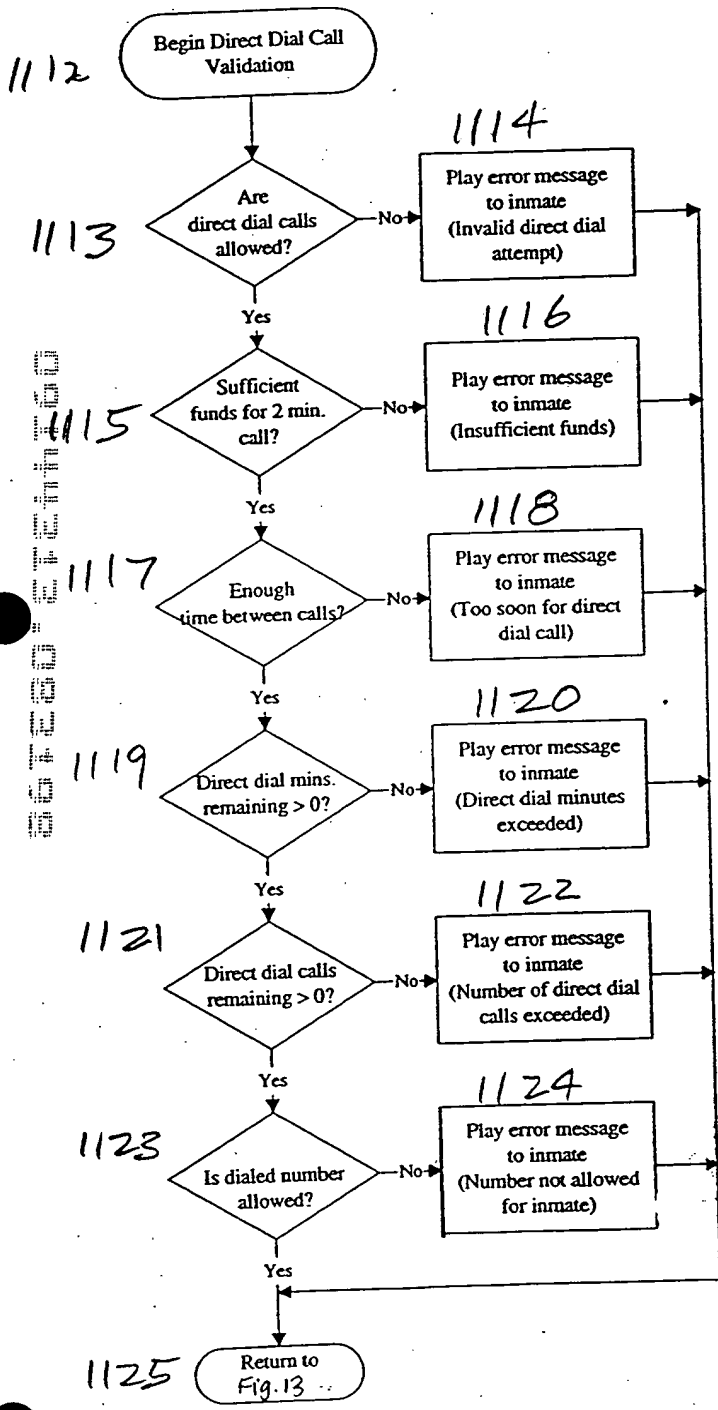 1112
Begin Direct Dial Call
Validation
1113
Are
direct dial calls
allowed?
No
1114
Play error message
to inmate
(Invalid direct dial
attempt)
Yes
1115
Sufficient
funds for 2 min.
call?
No
1116
Play error message
to inmate
(Insufficient funds)
Yes
1117
Enough
time between calls?
No
1118
Play error message
to inmate
(Too soon for direct
dial call)
Yes
1119
Direct dial mins.
remaining > 0?
No
1120
Play error message
to inmate
(Direct dial minutes
exceeded)
Yes
1121
Direct dial calls
remaining > 0?
No
1122
Play error message
to inmate
(Number of direct dial
calls exceeded)
Yes
1123
Is dialed number
allowed?
No
1124
Play error message
to inmate
(Number not allowed
for inmate)
Yes
1125
Return to
Fig. 13